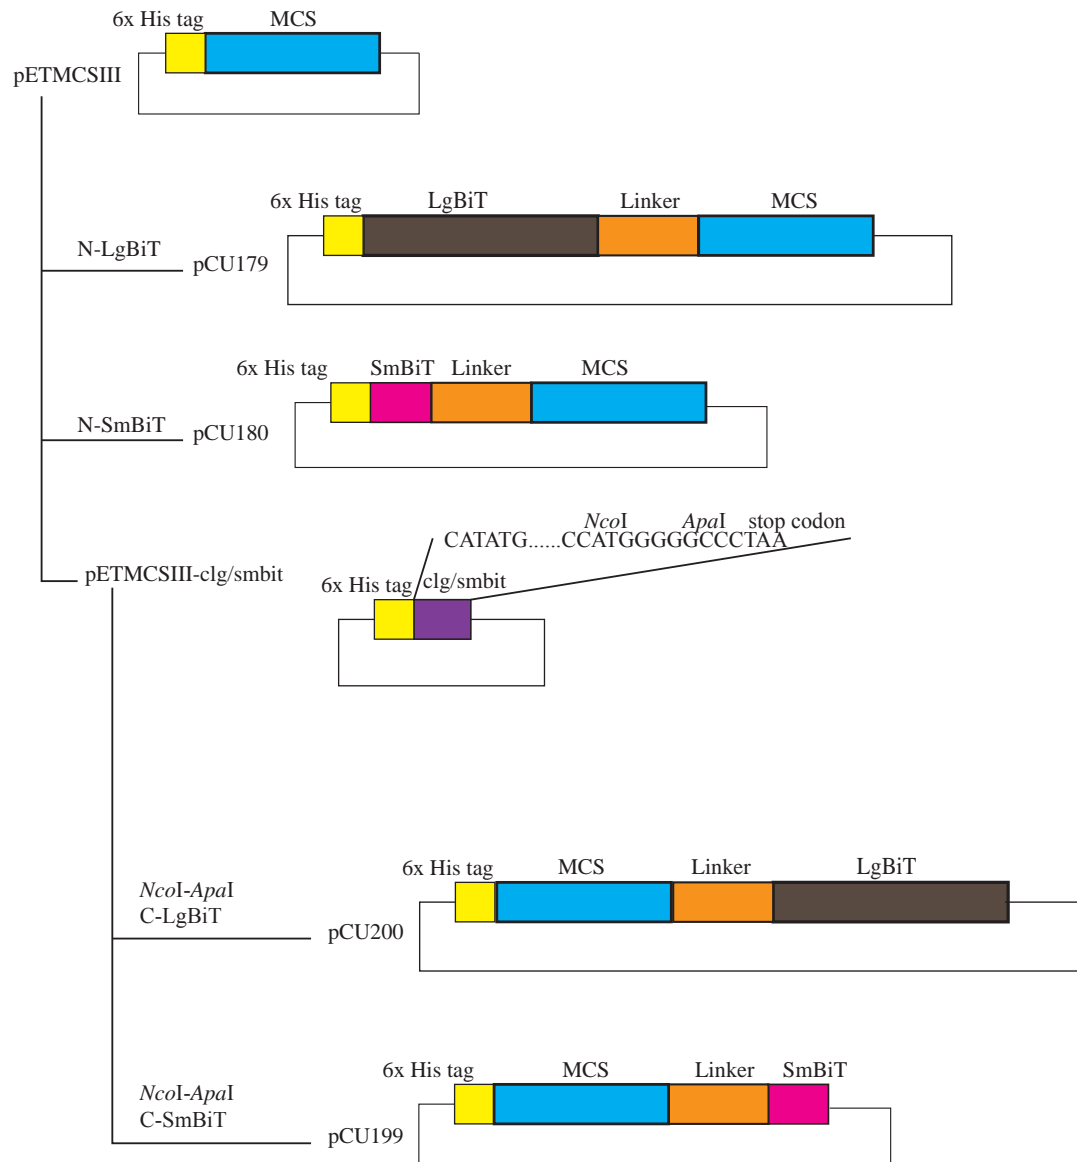 6x His tag MCS
pETMCSIII
6x His tag LgBiT Linker MCS
N-LgBiT pCU179
6x His tag SmBiT Linker MCS
N-SmBiT pCU180
NcoI ApaI stop codon
CATATG......CCATGGGGGCCCTAA
pETMCSIII-clg/smbit
6x His tag clg/smbit
6x His tag MCS Linker LgBiT
NcoI-ApaI
C-LgBiT
pCU200
6x His tag MCS Linker SmBiT
NcoI-ApaI
C-SmBiT
pCU199